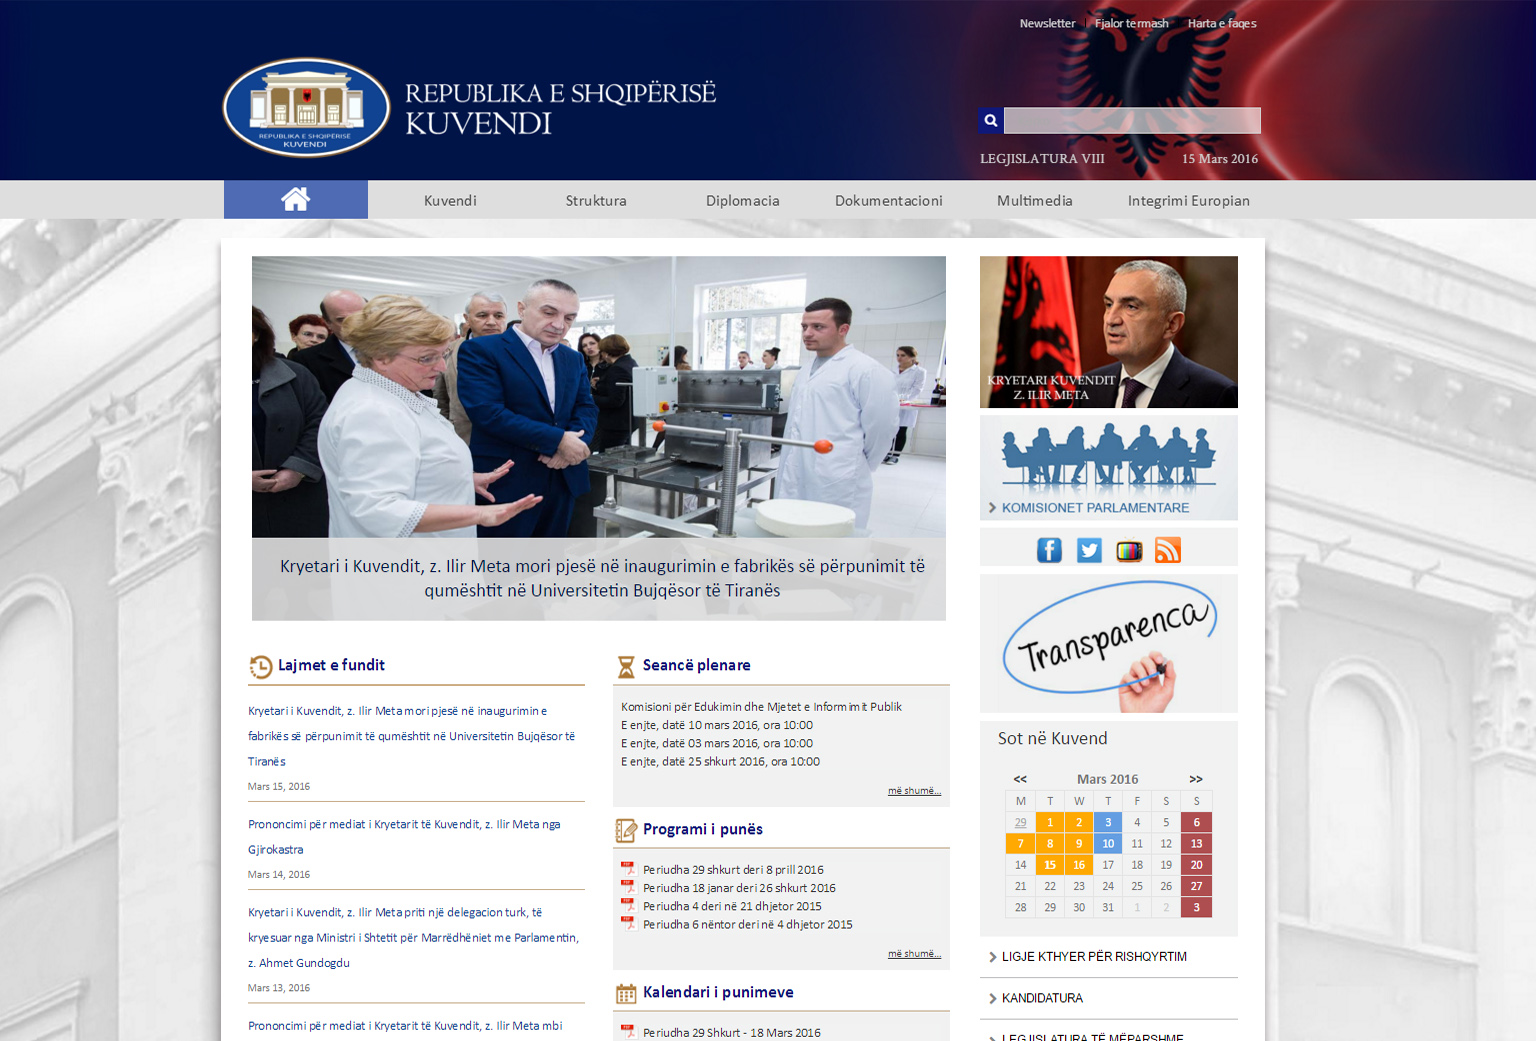 Newsletter
Fjalor termash
Harta e faqes
REPUBLIKA E SHQIPËRISË
KUVENDI
REPUBLIKA E SHQIPËRISË
KUVENDI
LEGJISLATURA VIII
15 Mars 2016
Kuvendi
Struktura
Diplomacia
Dokumentacioni
Multimedia
Integrimi Europian
Kryetari i Kuvendit, z. Ilir Meta mori pjesë në inaugurimin e fabrikës së përpunimit të
qumështit në Universitetin Bujqësor të Tiranës
Lajmet e fundit
Kryetari i Kuvendit, z. Ilir Meta mori pjesë në inaugurimin e
fabrikës së përpunimit të qumështit në Universitetin Bujqësor të
Tiranës
Mars 15, 2016
Prononcimi për mediat i Kryetarit të Kuvendit, z. Ilir Meta nga
Gjirokastra
Mars 14, 2016
Kryetari i Kuvendit, z. Ilir Meta priti një delegacion turk, të
kryesuar nga Ministri i Shtetit për Marrëdhëniet me Parlamentin,
z. Ahmet Gundogdu
Mars 13, 2016
Prononcimi për mediat i Kryetarit të Kuvendit, z. Ilir Meta mbi
Seancë plenare
Komisioni për Edukimin dhe Mjetet e Informimit Publik
E enjte, datë 10 mars 2016, ora 10:00
E enjte, datë 03 mars 2016, ora 10:00
E enjte, datë 25 shkurt 2016, ora 10:00
më shumë...
Programi i punës
Periudha 29 shkurt deri 8 prill 2016
Periudha 18 janar deri 26 shkurt 2016
Periudha 4 deri në 21 dhjetor 2015
Periudha 6 nëntor deri në 4 dhjetor 2015
më shumë...
Kalendari i punimeve
Periudha 29 Shkurt - 18 Mars 2016
KRYETARI KUVENDIT
Z. ILIR META
KOMISIONET PARLAMENTARE
Transparenca
Sot në Kuvend
<< Mars 2016 >>
M T W T F S S
29 1 2 3 4 5 6
7 8 9 10 11 12 13
14 15 16 17 18 19 20
21 22 23 24 25 26 27
28 29 30 31 1 2 3
LIGJE KTHYER PËR RISHQYRTIM
KANDIDATURA
LEGJISLATURA TË MËPARSHME